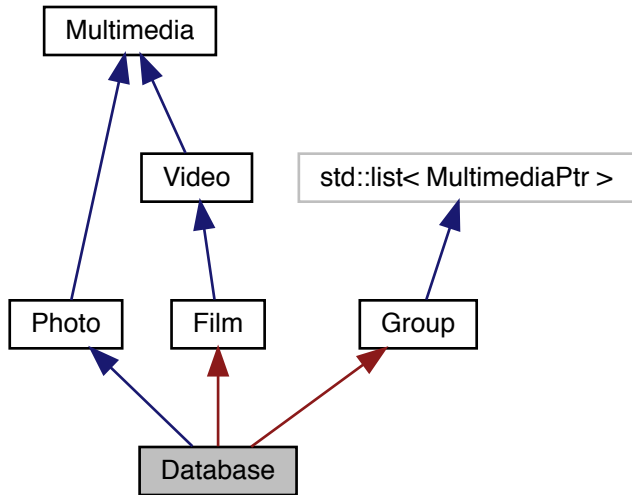 Multimedia
Video
std::list< MultimediaPtr >
Photo
Film
Group
Database